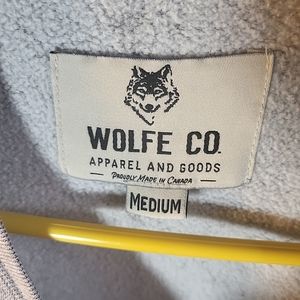 WOLFE CO.
APPAREL AND GOODS
PROUDLY MADE IN CANADA
MEDIUM